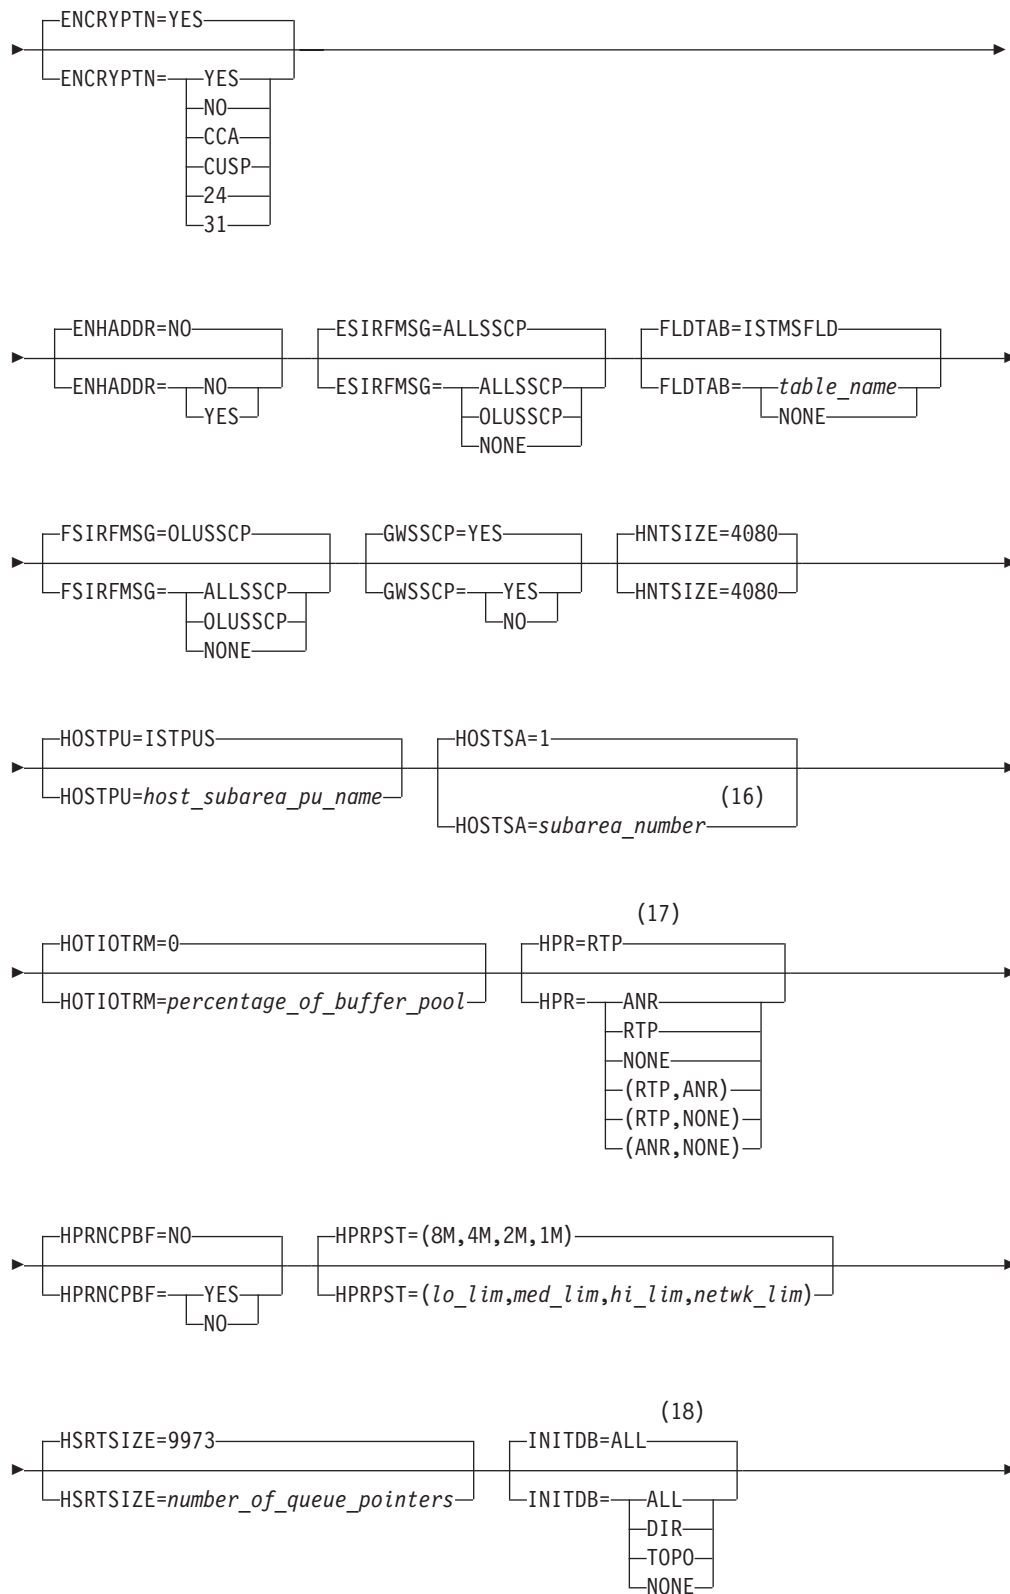 ENCRYPTN=YES
ENCRYPTN= YES
NO
CCA
CUSP
24
31
ENHADDR=NO
ENHADDR= NO
YES
ESIRFMSG=ALLSSCP
ESIRFMSG= ALLSSCP
OLUSSCP
NONE
FLDTAB=ISTMSFLD
FLDTAB= table_name
NONE
FSIRFMSG=OLUSSCP
FSIRFMSG= ALLSSCP
OLUSSCP
NONE
GWSSCP=YES
GWSSCP= YES
NO
HNTSIZE=4080
HNTSIZE=4080
HOSTPU=ISTPUS
HOSTPU=host_subarea_pu_name
HOSTSA=1
(16)
HOSTSA=subarea_number
HOTIOTRM=0
HOTIOTRM=percentage_of_buffer_pool
(17)
HPR=RTP
HPR= ANR
RTP
NONE
(RTP,ANR)
(RTP,NONE)
(ANR,NONE)
HPRNCPBF=NO
HPRNCPBF= YES
NO
HPRPST=(8M,4M,2M,1M)
HPRPST=(lo_lim,med_lim,hi_lim,netwk_lim)
HSRTSIZE=9973
HSRTSIZE=number_of_queue_pointers
(18)
INITDB=ALL
INITDB= ALL
DIR
TOPO
NONE